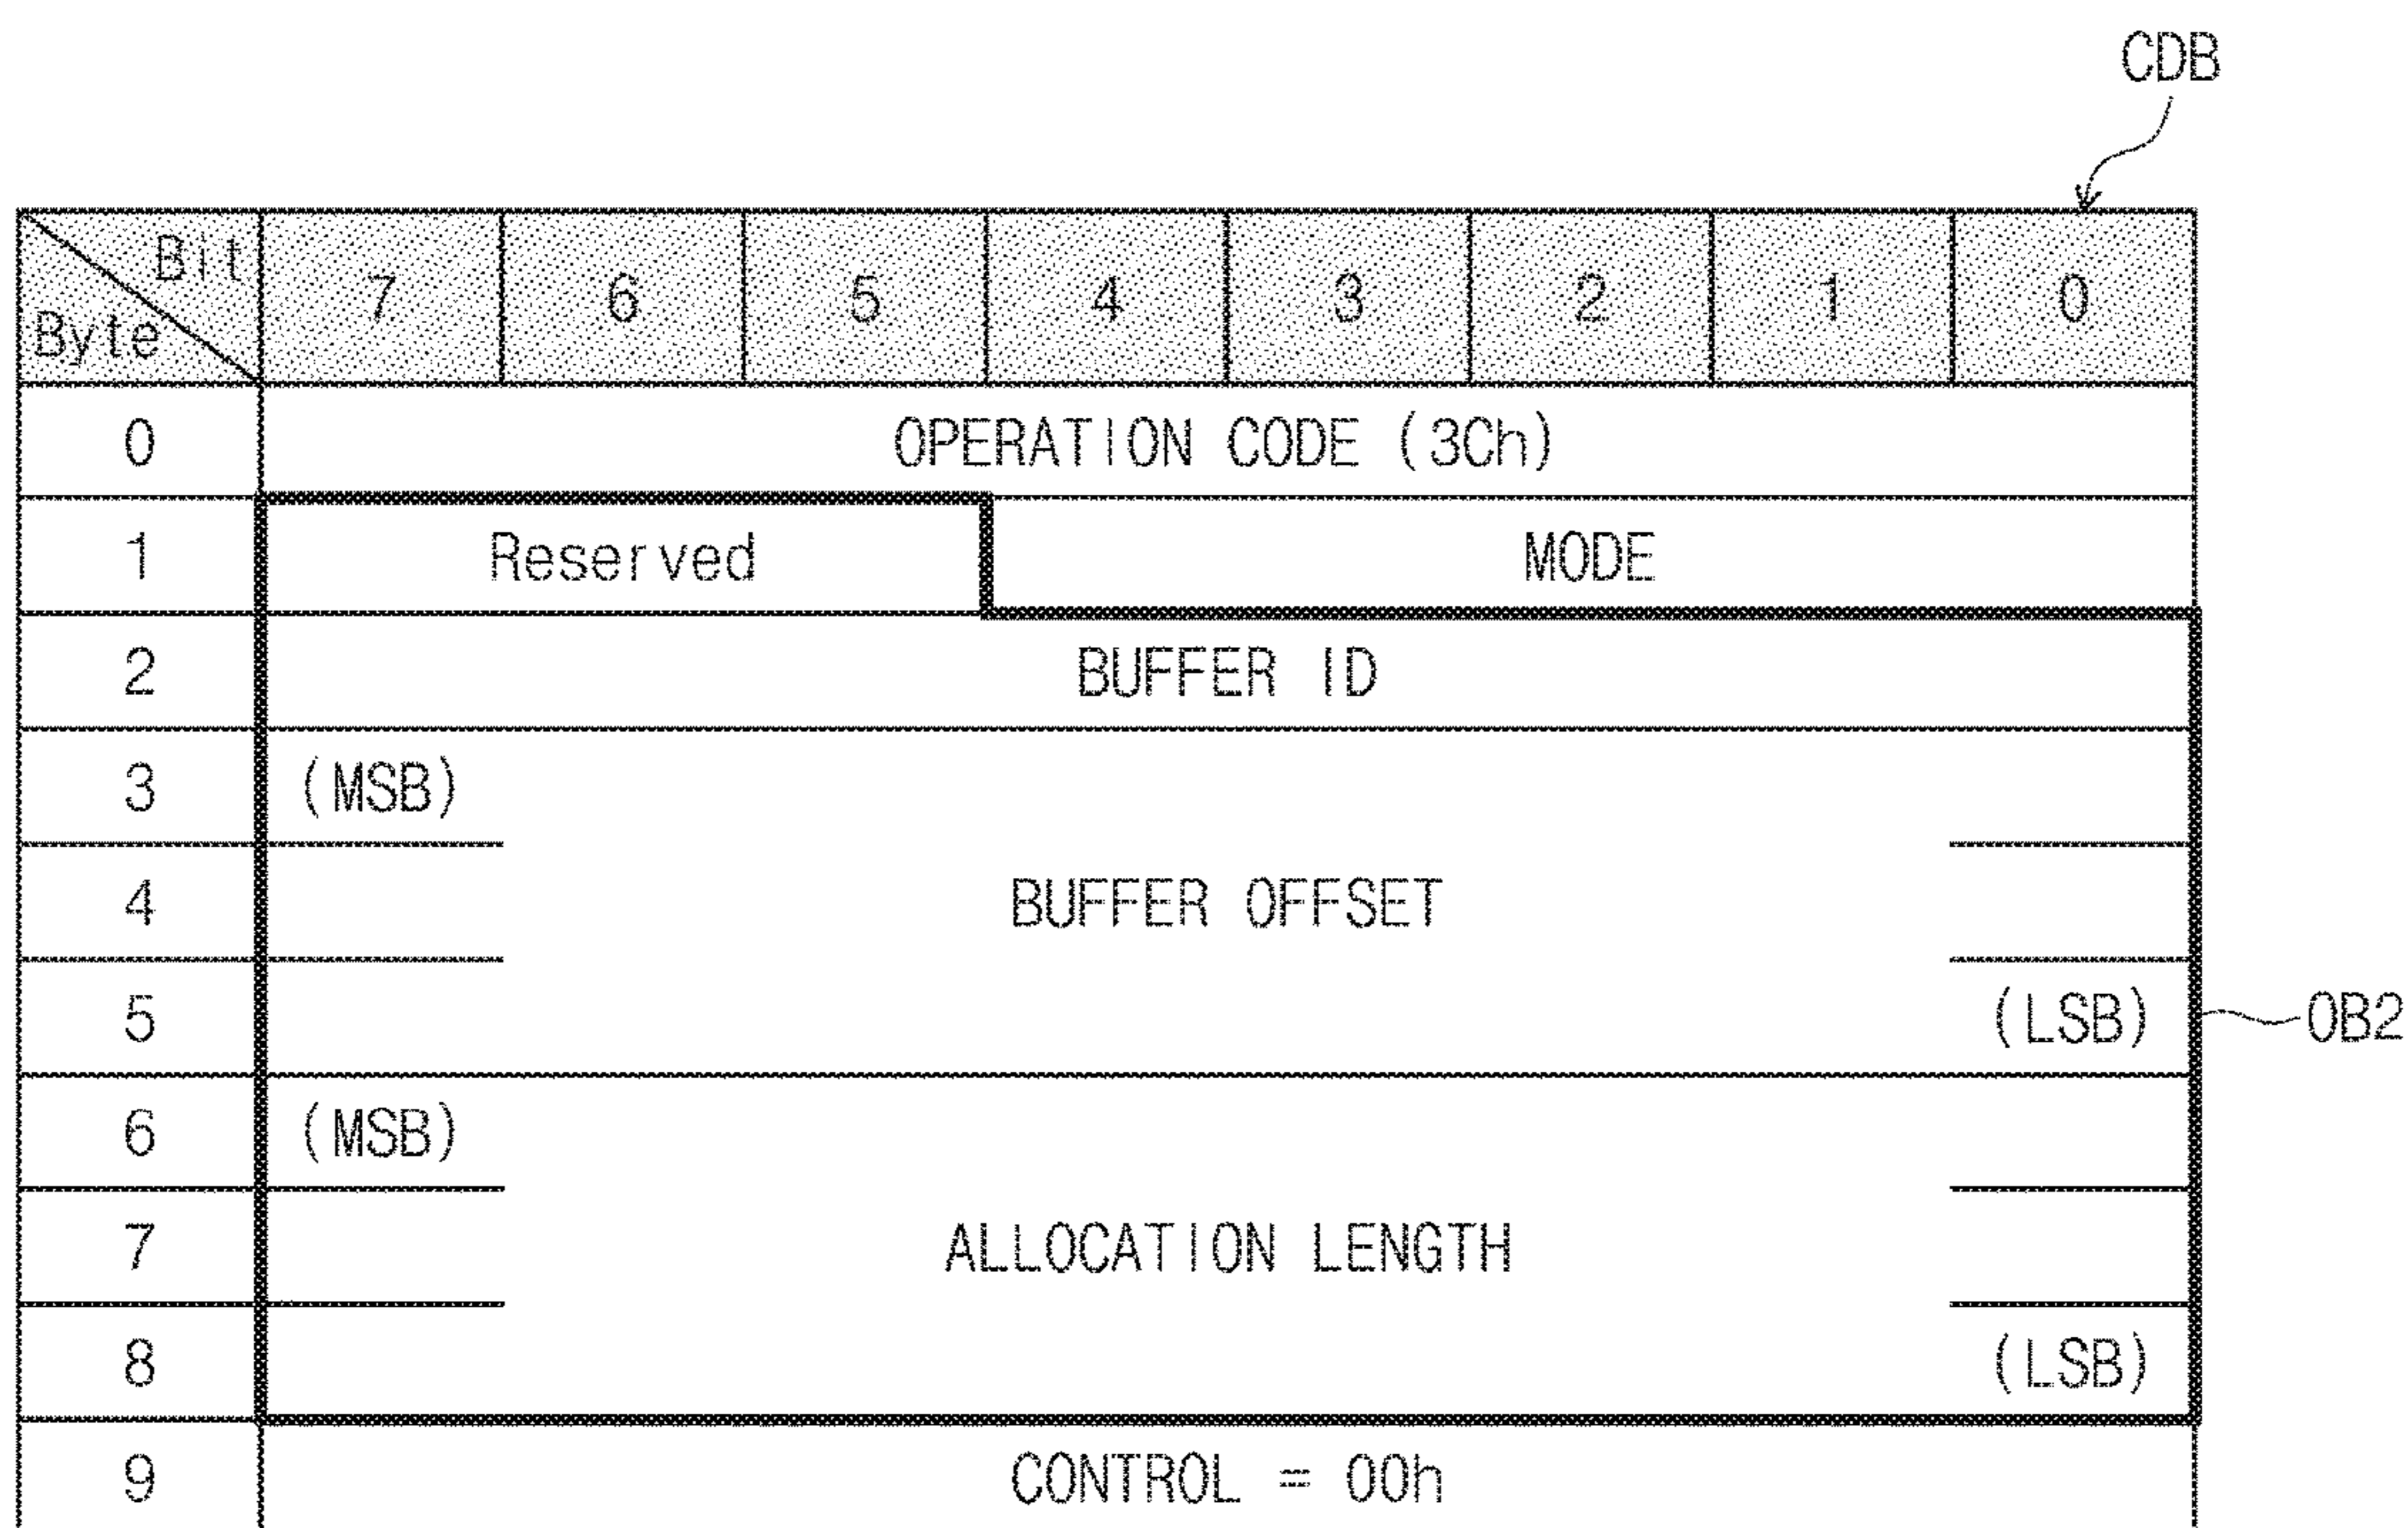 CDB
Bit
Byte
7 6 5 4 3 2 1 0
0 OPERATION CODE (3Ch)
1 Reserved MODE
2 BUFFER ID
3 (MSB)
4 BUFFER OFFSET
5 (LSB) OB2
6 (MSB)
7 ALLOCATION LENGTH
8 (LSB)
9 CONTROL = 00h